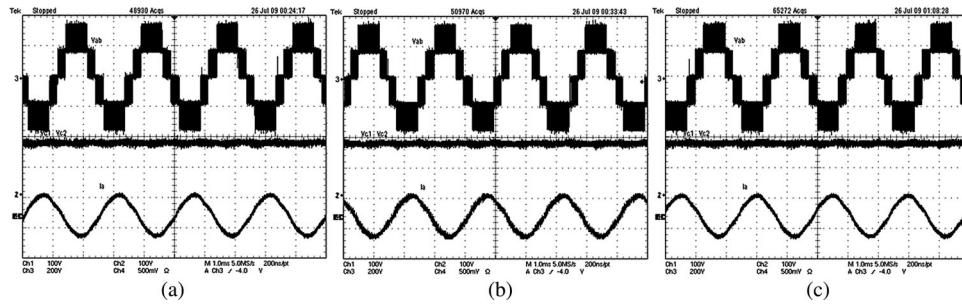 Tek Stopped 48930 Acqs 26 Jul 09 00:24:17
Vab
3
Vc1 ; Vc2
Ia
2
Ch1 100V Ch2 100V M 1.0ms 5.0MS/s 200ns/pt
Ch3 200V Ch4 500mV Ω A Ch3 ∕ -4.0 V
(a)
Tek Stopped 50970 Acqs 26 Jul 09 00:33:43
Vab
3
Vc1 ; Vc2
Ia
2
Ch1 100V Ch2 100V M 1.0ms 5.0MS/s 200ns/pt
Ch3 200V Ch4 500mV Ω A Ch3 ∕ -4.0 V
(b)
Tek Stopped 65272 Acqs 26 Jul 09 01:08:28
Vab
3
Vc1 ; Vc2
Ia
2
Ch1 100V Ch2 100V M 1.0ms 5.0MS/s 200ns/pt
Ch3 200V Ch4 500mV Ω A Ch3 ∕ -4.0 V
(c)